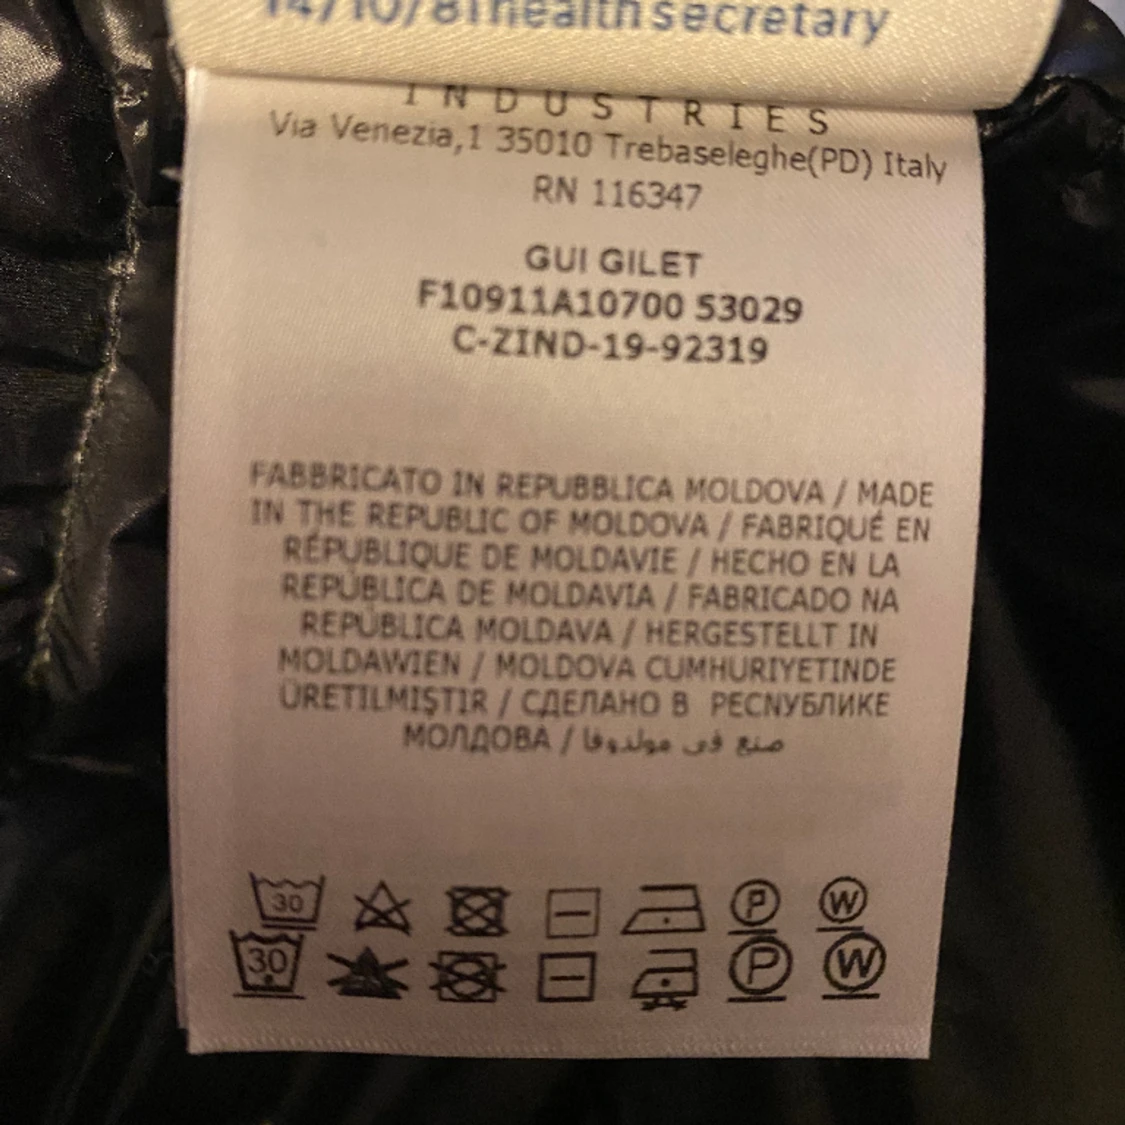 14/10/81 health secretary
INDUSTRIES
Via Venezia,1 35010 Trebaseleghe(PD) Italy
RN 116347
GUI GILET
F10911A10700 53029
C-ZIND-19-92319
FABBRICATO IN REPUBBLICA MOLDOVA / MADE
IN THE REPUBLIC OF MOLDOVA / FABRIQUÉ EN
RÉPUBLIQUE DE MOLDAVIE / HECHO EN LA
REPÚBLICA DE MOLDAVIA / FABRICADO NA
REPÚBLICA MOLDAVA / HERGESTELLT IN
MOLDAWIEN / MOLDOVA CUMHURIYETINDE
ÜRETILMIŞTIR / СДЕЛАНО В РЕСПУБЛИКЕ
МОЛДОВА / صنع في مولدوفا
30 P W
30 P W